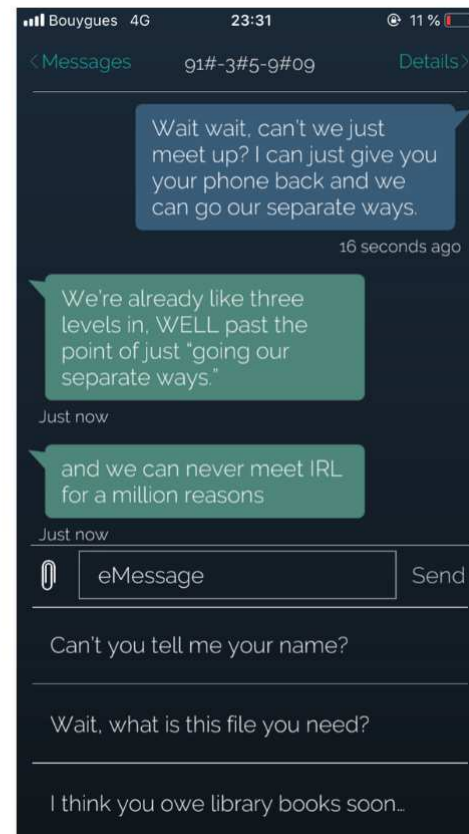 Bouygues 4G 23:31 11 %
<Messages 91#-3#5-9#09 Details>
Wait wait, can't we just
meet up? I can just give you
your phone back and we
can go our separate ways.
16 seconds ago
We're already like three
levels in, WELL past the
point of just “going our
separate ways.”
Just now
and we can never meet IRL
for a million reasons
Just now
eMessage Send
Can't you tell me your name?
Wait, what is this file you need?
I think you owe library books soon...